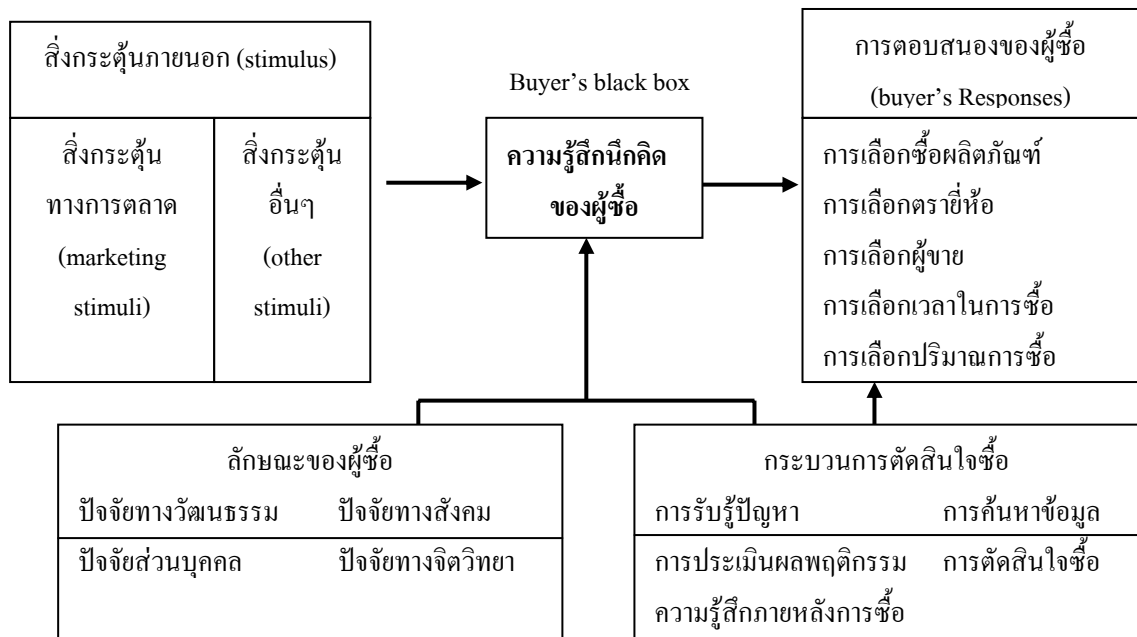 สิ่งกระตุ้นภายนอก (stimulus)
สิ่งกระตุ้น
ทางการตลาด
(marketing
stimuli)
สิ่งกระตุ้น
อื่นๆ
(other
stimuli)
Buyer’s black box
ความรู้สึกนึกคิด
ของผู้ซื้อ
การตอบสนองของผู้ซื้อ
(buyer’s Responses)
การเลือกซื้อผลิตภัณฑ์
การเลือกตรายี่ห้อ
การเลือกผู้ขาย
การเลือกเวลาในการซื้อ
การเลือกปริมาณการซื้อ
ลักษณะของผู้ซื้อ
ปัจจัยทางวัฒนธรรม ปัจจัยทางสังคม
ปัจจัยส่วนบุคคล ปัจจัยทางจิตวิทยา
กระบวนการตัดสินใจซื้อ
การรับรู้ปัญหา การค้นหาข้อมูล
การประเมินผลพฤติกรรม การตัดสินใจซื้อ
ความรู้สึกภายหลังการซื้อ